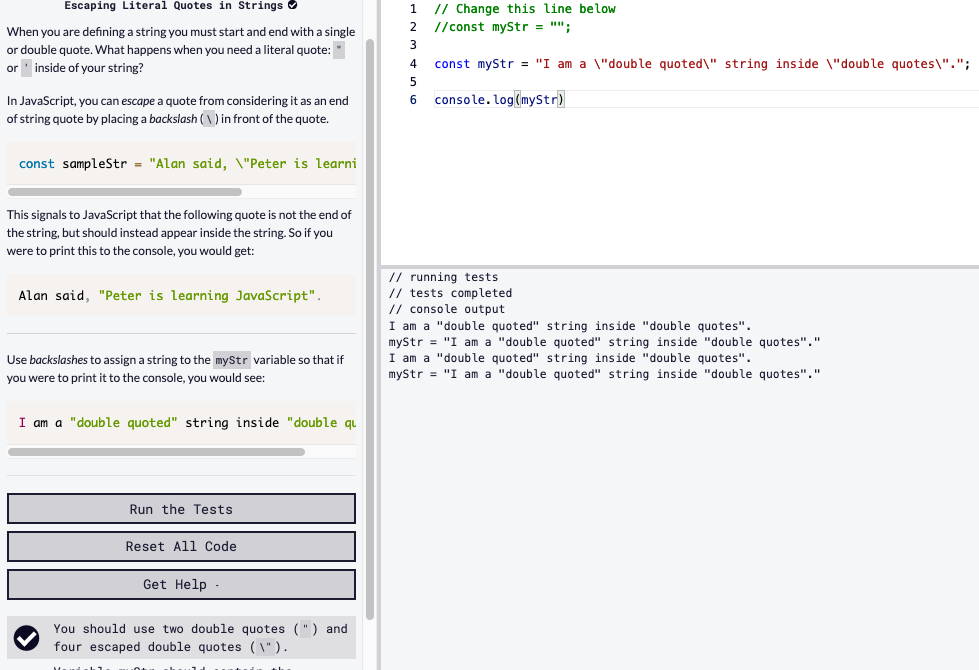 Escaping Literal Quotes in Strings
When you are defining a string you must start and end with a single
or double quote. What happens when you need a literal quote: "
or ' inside of your string?
In JavaScript, you can escape a quote from considering it as an end
of string quote by placing a backslash (\) in front of the quote.
const sampleStr = "Alan said, \"Peter is learni
This signals to JavaScript that the following quote is not the end of
the string, but should instead appear inside the string. So if you
were to print this to the console, you would get:
Alan said, "Peter is learning JavaScript".
Use backslashes to assign a string to the myStr variable so that if
you were to print it to the console, you would see:
I am a "double quoted" string inside "double qu
Run the Tests
Reset All Code
Get Help -
You should use two double quotes (") and
four escaped double quotes (\").
1 // Change this line below
2 //const myStr = "";
3
4 const myStr = "I am a \"double quoted\" string inside \"double quotes\".";
5
6 console.log(myStr)
// running tests
// tests completed
// console output
I am a "double quoted" string inside "double quotes".
myStr = "I am a "double quoted" string inside "double quotes"."
I am a "double quoted" string inside "double quotes".
myStr = "I am a "double quoted" string inside "double quotes"."